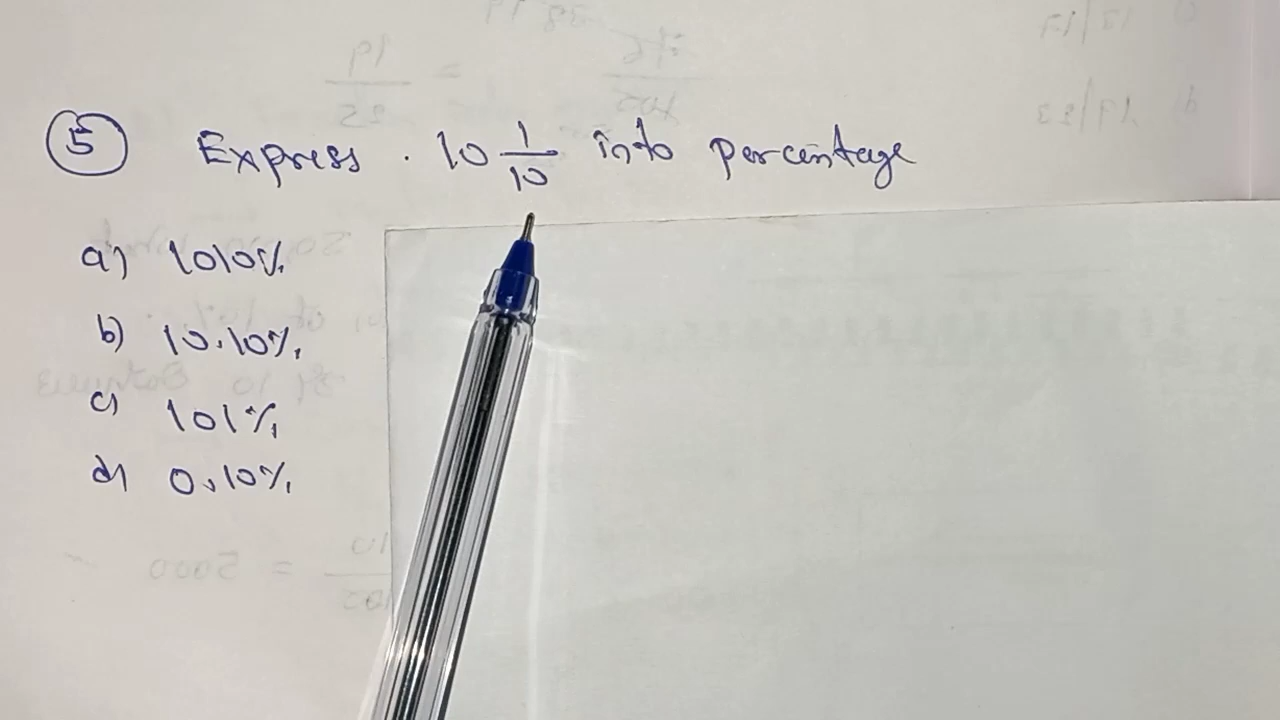 5 Express . 10 1/10 into percentage
a) 1010%
b) 10.10%
c) 101%
d) 0.10%